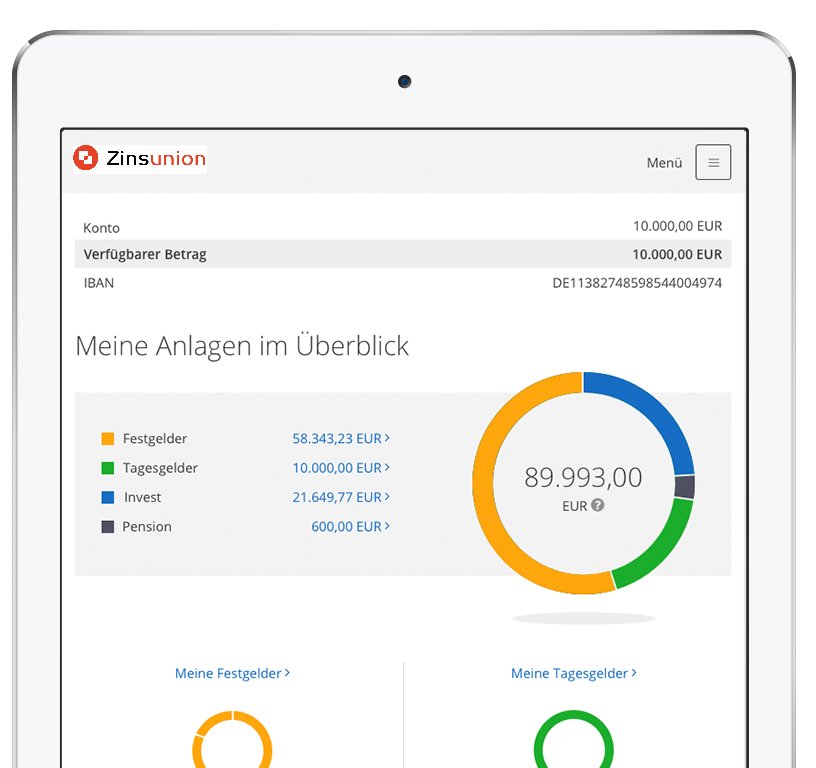 Zinsunion
Menü
Konto 10.000,00 EUR
Verfügbarer Betrag 10.000,00 EUR
IBAN DE11382748598544004974
Meine Anlagen im Überblick
Festgelder 58.343,23 EUR
Tagesgelder 10.000,00 EUR
Invest 21.649,77 EUR
Pension 600,00 EUR
89.993,00
EUR ?
Meine Festgelder
Meine Tagesgelder